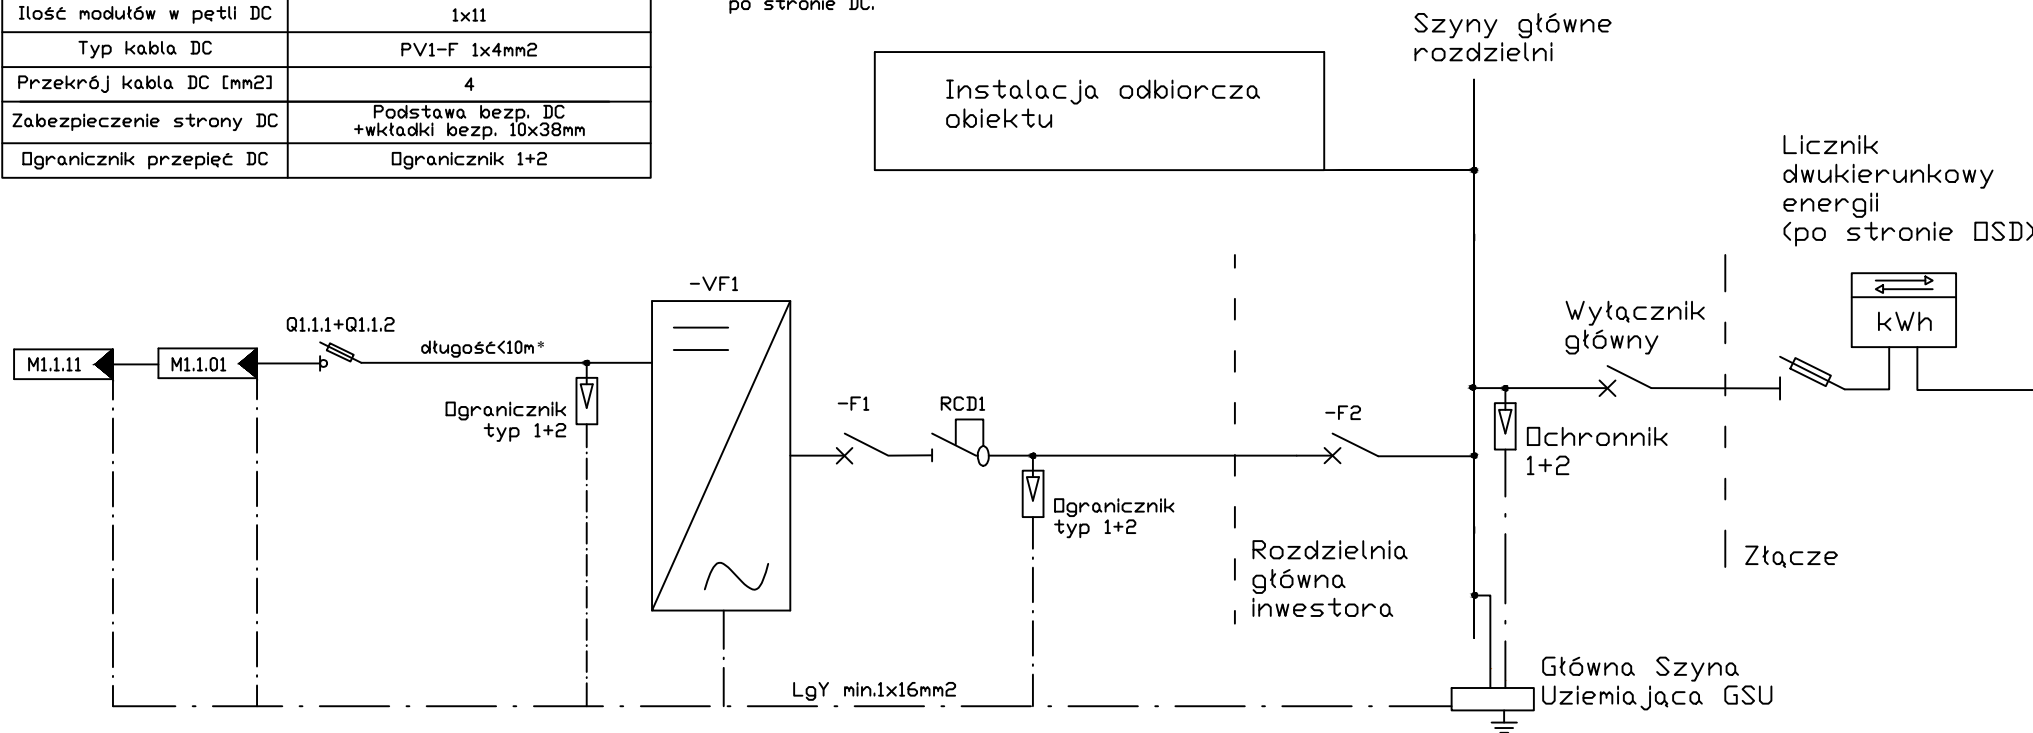 po stronie DC.
Ilość modułów w pętli DC 1x11
Typ kabla DC PV1-F 1x4mm2
Przekrój kabla DC [mm2] 4
Zabezpieczenie strony DC Podstawa bezp. DC
+wkładki bezp. 10x38mm
Ogranicznik przepięć DC Ogranicznik 1+2
Szyny główne
rozdzielni
Instalacja odbiorcza
obiektu
Licznik
dwukierunkowy
energii
(po stronie OSD)
kWh
Wyłącznik
główny
-VF1
Q1.1.1+Q1.1.2
długość<10m*
M1.1.11
M1.1.01
Ogranicznik
typ 1+2
-F1
RCD1
-F2
Ochronnik
1+2
Ogranicznik
typ 1+2
Rozdzielnia
główna
inwestora
Złącze
LgY min.1x16mm2
Główna Szyna
Uziemiająca GSU